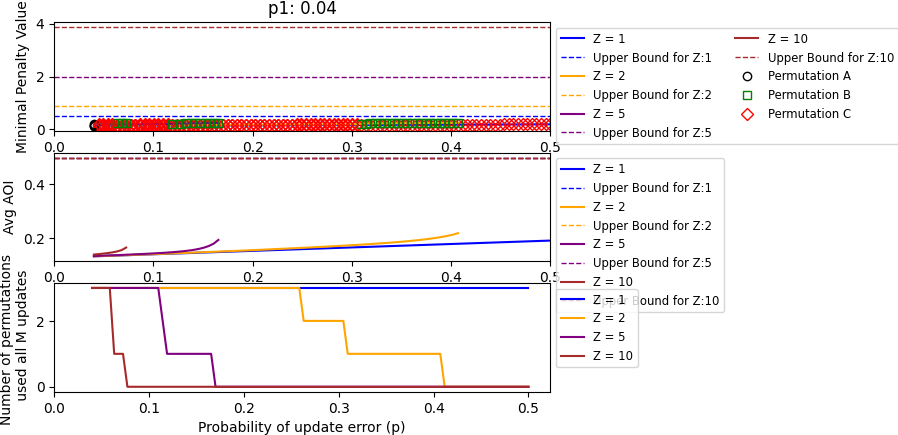 p1: 0.04
Minimal Penalty Value
4
2
0
0.0
0.1
0.2
0.3
0.4
0.5
Z = 1
Upper Bound for Z:1
Z = 2
Upper Bound for Z:2
Z = 5
Upper Bound for Z:5
Z = 10
Upper Bound for Z:10
Permutation A
Permutation B
Permutation C
Avg AOI
0.4
0.2
0.0
0.1
0.2
0.3
0.4
0.5
Z = 1
Upper Bound for Z:1
Z = 2
Upper Bound for Z:2
Z = 5
Upper Bound for Z:5
Z = 10
Upper Bound for Z:10
Number of permutations
used all M updates
2
0
0.0
0.1
0.2
0.3
0.4
0.5
Probability of update error (p)
Z = 1
Z = 2
Z = 5
Z = 10